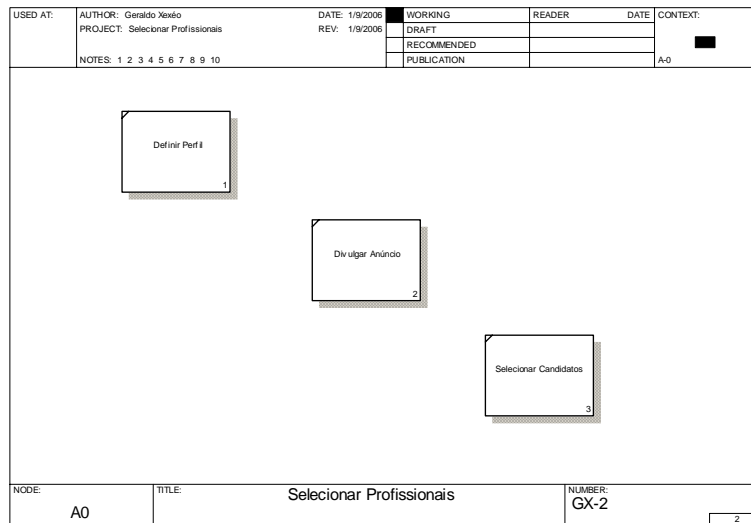 USED AT:
AUTHOR: Geraldo Xexéo
DATE: 1/9/2006
PROJECT: Selecionar Profissionais
REV: 1/9/2006
NOTES: 1 2 3 4 5 6 7 8 9 10
WORKING
DRAFT
RECOMMENDED
PUBLICATION
READER DATE
CONTEXT:
A-0
Definir Perfil
1
Divulgar Anúncio
2
Selecionar Candidatos
3
NODE:
A0
TITLE:
Selecionar Profissionais
NUMBER:
GX-2
2